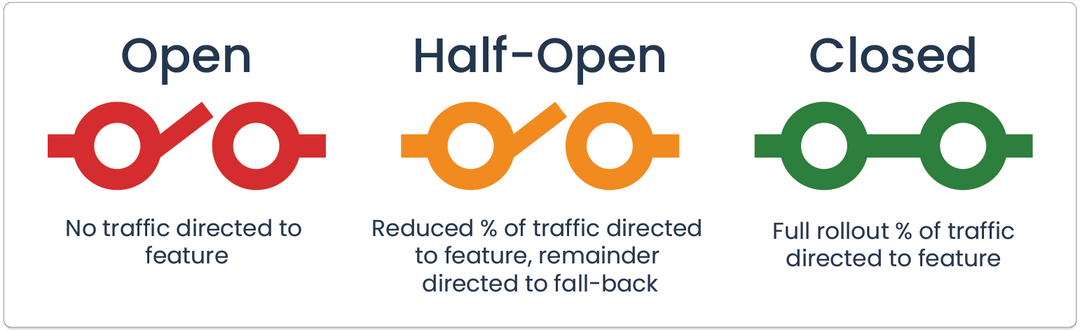 Open
No traffic directed to
feature
Half-Open
Reduced % of traffic directed
to feature, remainder
directed to fall-back
Closed
Full rollout % of traffic
directed to feature